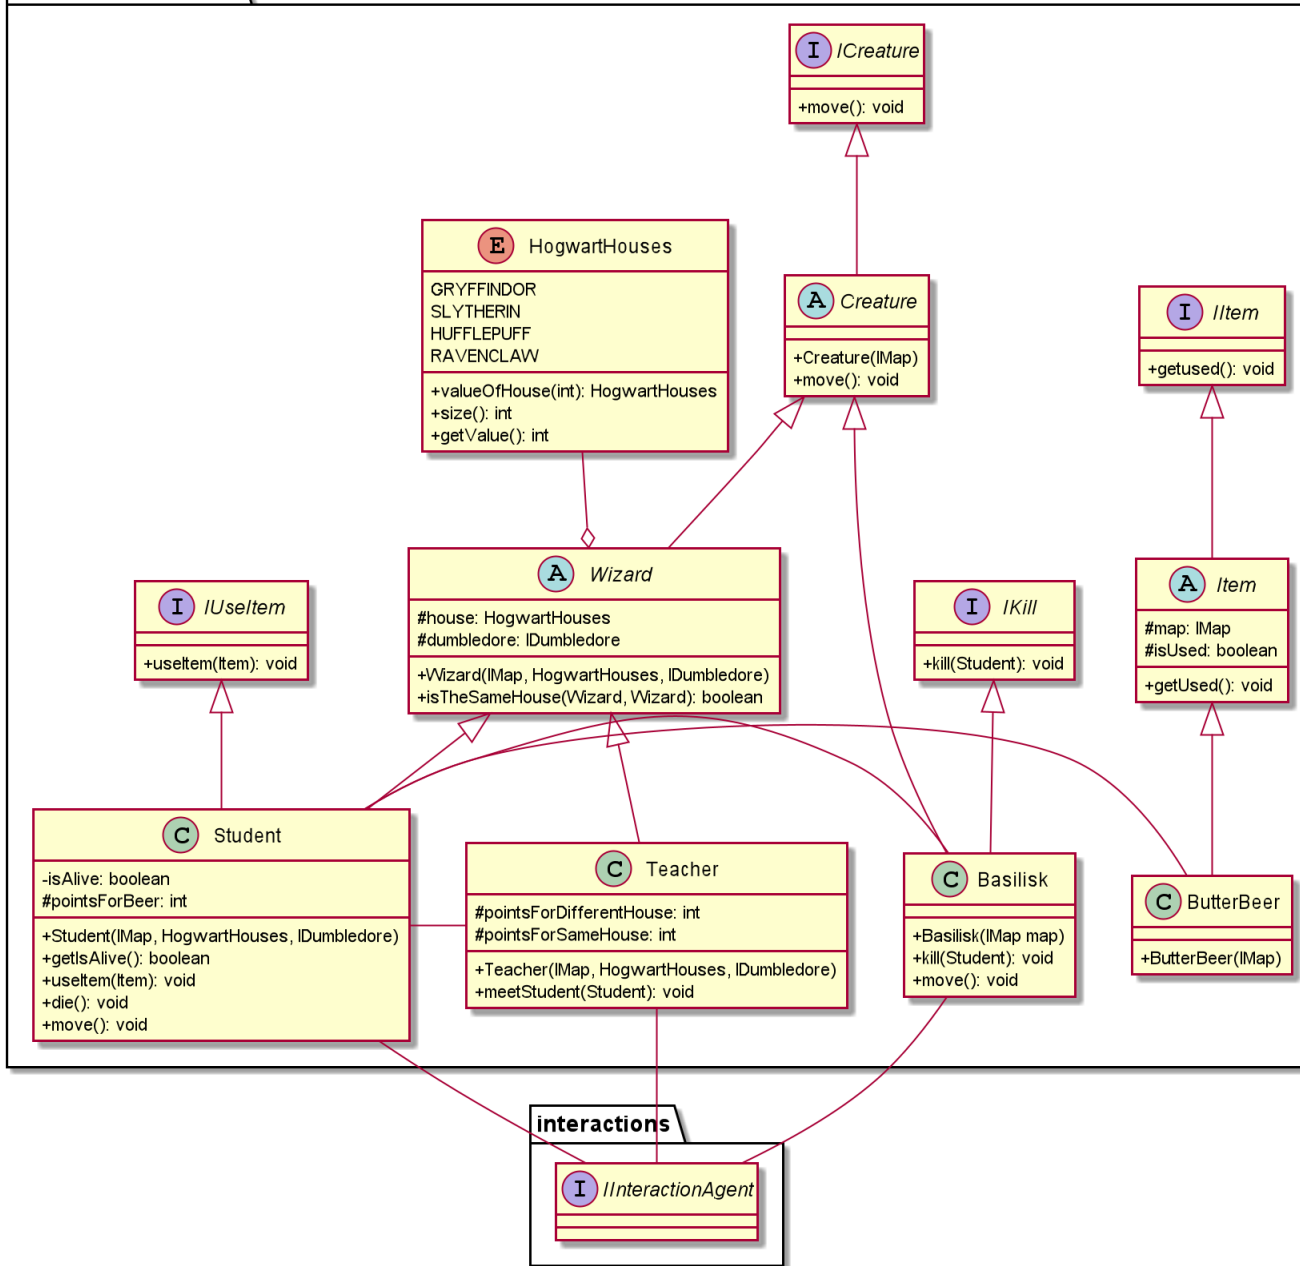 I ICreature
+move(): void
E HogwartHouses
GRYFFINDOR
SLYTHERIN
HUFFLEPUFF
RAVENCLAW
+valueOfHouse(int): HogwartHouses
+size(): int
+getValue(): int
A Creature
+Creature(IMap)
+move(): void
I IItem
+getused(): void
I IUseItem
+useItem(Item): void
A Wizard
#house: HogwartHouses
#dumbledore: IDumbledore
+Wizard(IMap, HogwartHouses, IDumbledore)
+isTheSameHouse(Wizard, Wizard): boolean
I IKill
+kill(Student): void
A Item
#map: IMap
#isUsed: boolean
+getUsed(): void
C Student
-isAlive: boolean
#pointsForBeer: int
+Student(IMap, HogwartHouses, IDumbledore)
+getIsAlive(): boolean
+useItem(Item): void
+die(): void
+move(): void
C Teacher
#pointsForDifferentHouse: int
#pointsForSameHouse: int
+Teacher(IMap, HogwartHouses, IDumbledore)
+meetStudent(Student): void
C Basilisk
+Basilisk(IMap map)
+kill(Student): void
+move(): void
C ButterBeer
+ButterBeer(IMap)
interactions
I IInteractionAgent